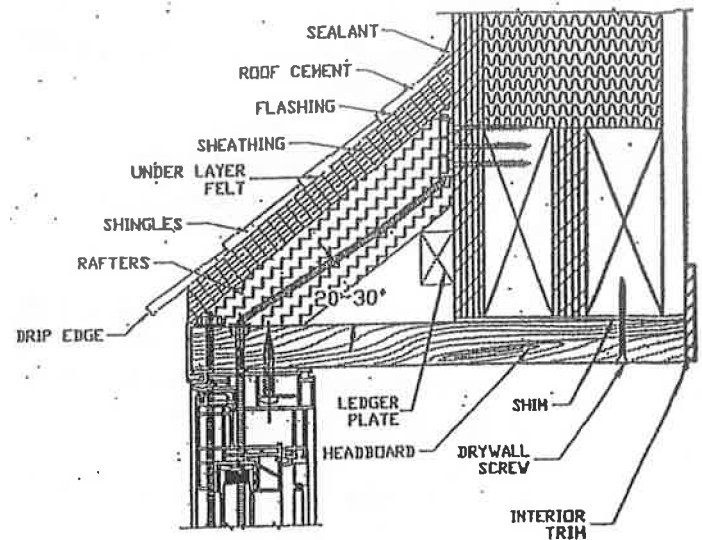 SEALANT
ROOF CEMENT
FLASHING
SHEATHING
UNDER LAYER
FELT
SHINGLES
RAFTERS
20~30°
DRIP EDGE
LEDGER
PLATE
SHIM
HEADBOARD
DRYWALL
SCREW
INTERIOR
TRIM